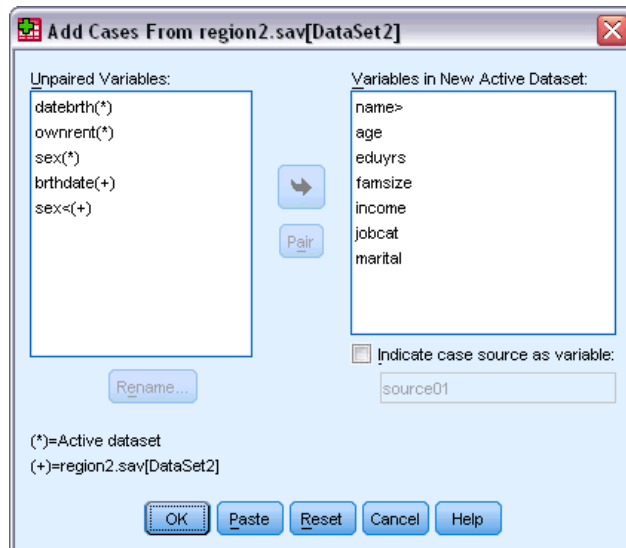 Add Cases From region2.sav[DataSet2]
Unpaired Variables:
datebrth(*)
ownrent(*)
sex(*)
brthdate(+)
sex<(+)
Pair
Variables in New Active Dataset:
name>
age
eduyrs
famsize
income
jobcat
marital
Indicate case source as variable:
source01
Rename...
(*)=Active dataset
(+)=region2.sav[DataSet2]
OK Paste Reset Cancel Help